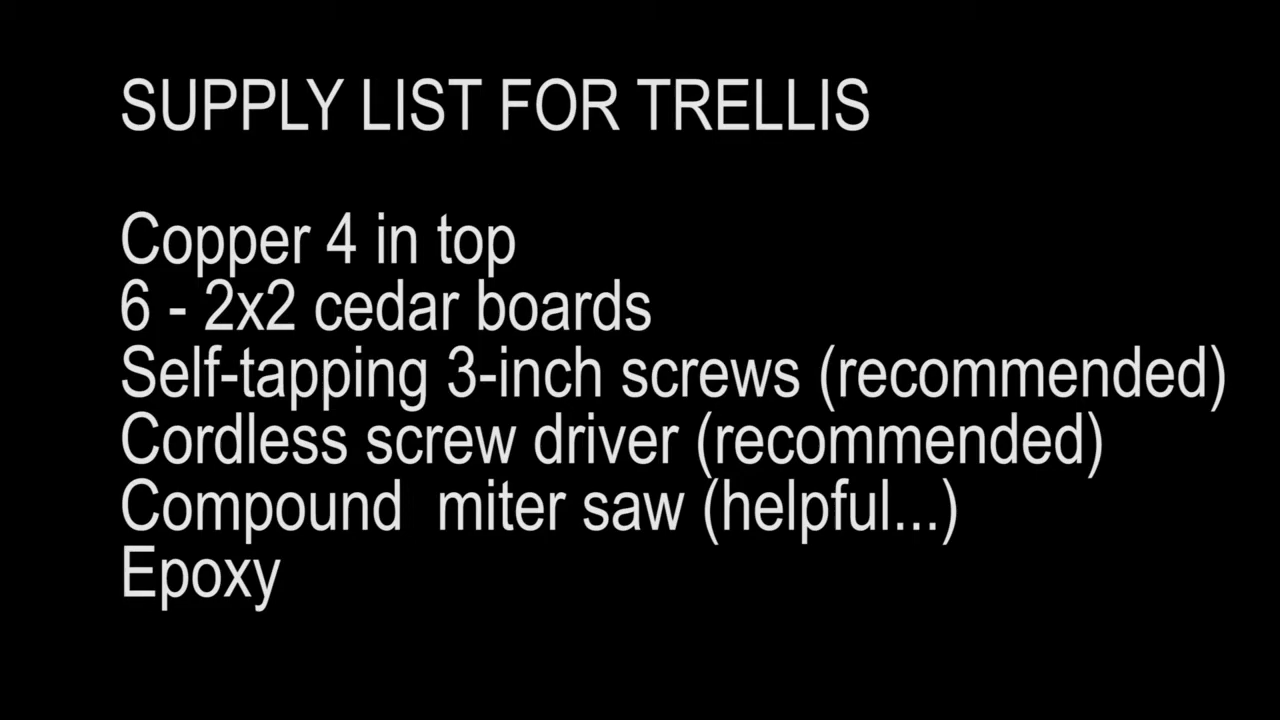 SUPPLY LIST FOR TRELLIS
Copper 4 in top
6 - 2x2 cedar boards
Self-tapping 3-inch screws (recommended)
Cordless screw driver (recommended)
Compound  miter saw (helpful...)
Epoxy